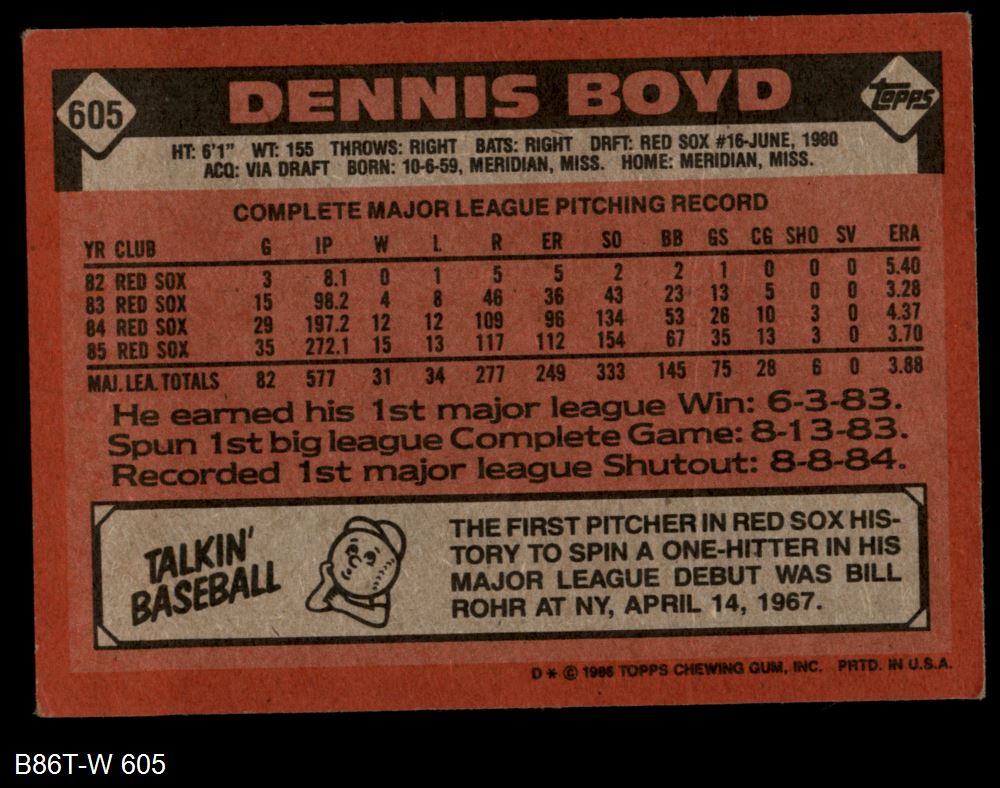 605
DENNIS BOYD
topps
HT: 6'1" WT: 155 THROWS: RIGHT BATS: RIGHT DRFT: RED SOX #16-JUNE, 1980
ACQ: VIA DRAFT BORN: 10-6-59, MERIDIAN, MISS. HOME: MERIDIAN, MISS.
COMPLETE MAJOR LEAGUE PITCHING RECORD
YR CLUB G IP W L R ER SO BB GS CG SHO SV ERA
82 RED SOX 3 8.1 0 1 5 5 2 2 1 0 0 0 5.40
83 RED SOX 15 98.2 4 8 46 36 43 23 13 5 0 0 3.28
84 RED SOX 29 197.2 12 12 109 96 134 53 26 10 3 0 4.37
85 RED SOX 35 272.1 15 13 117 112 154 67 35 13 3 0 3.70
MAJ. LEA. TOTALS 82 577 31 34 277 249 333 145 75 28 6 0 3.88
He earned his 1st major league Win: 6-3-83.
Spun 1st big league Complete Game: 8-13-83.
Recorded 1st major league Shutout: 8-8-84.
TALKIN'
BASEBALL
THE FIRST PITCHER IN RED SOX HIS-
TORY TO SPIN A ONE-HITTER IN HIS
MAJOR LEAGUE DEBUT WAS BILL
ROHR AT NY, APRIL 14, 1967.
D * © 1986 TOPPS CHEWING GUM, INC. PRTD. IN U.S.A.
B86T-W 605